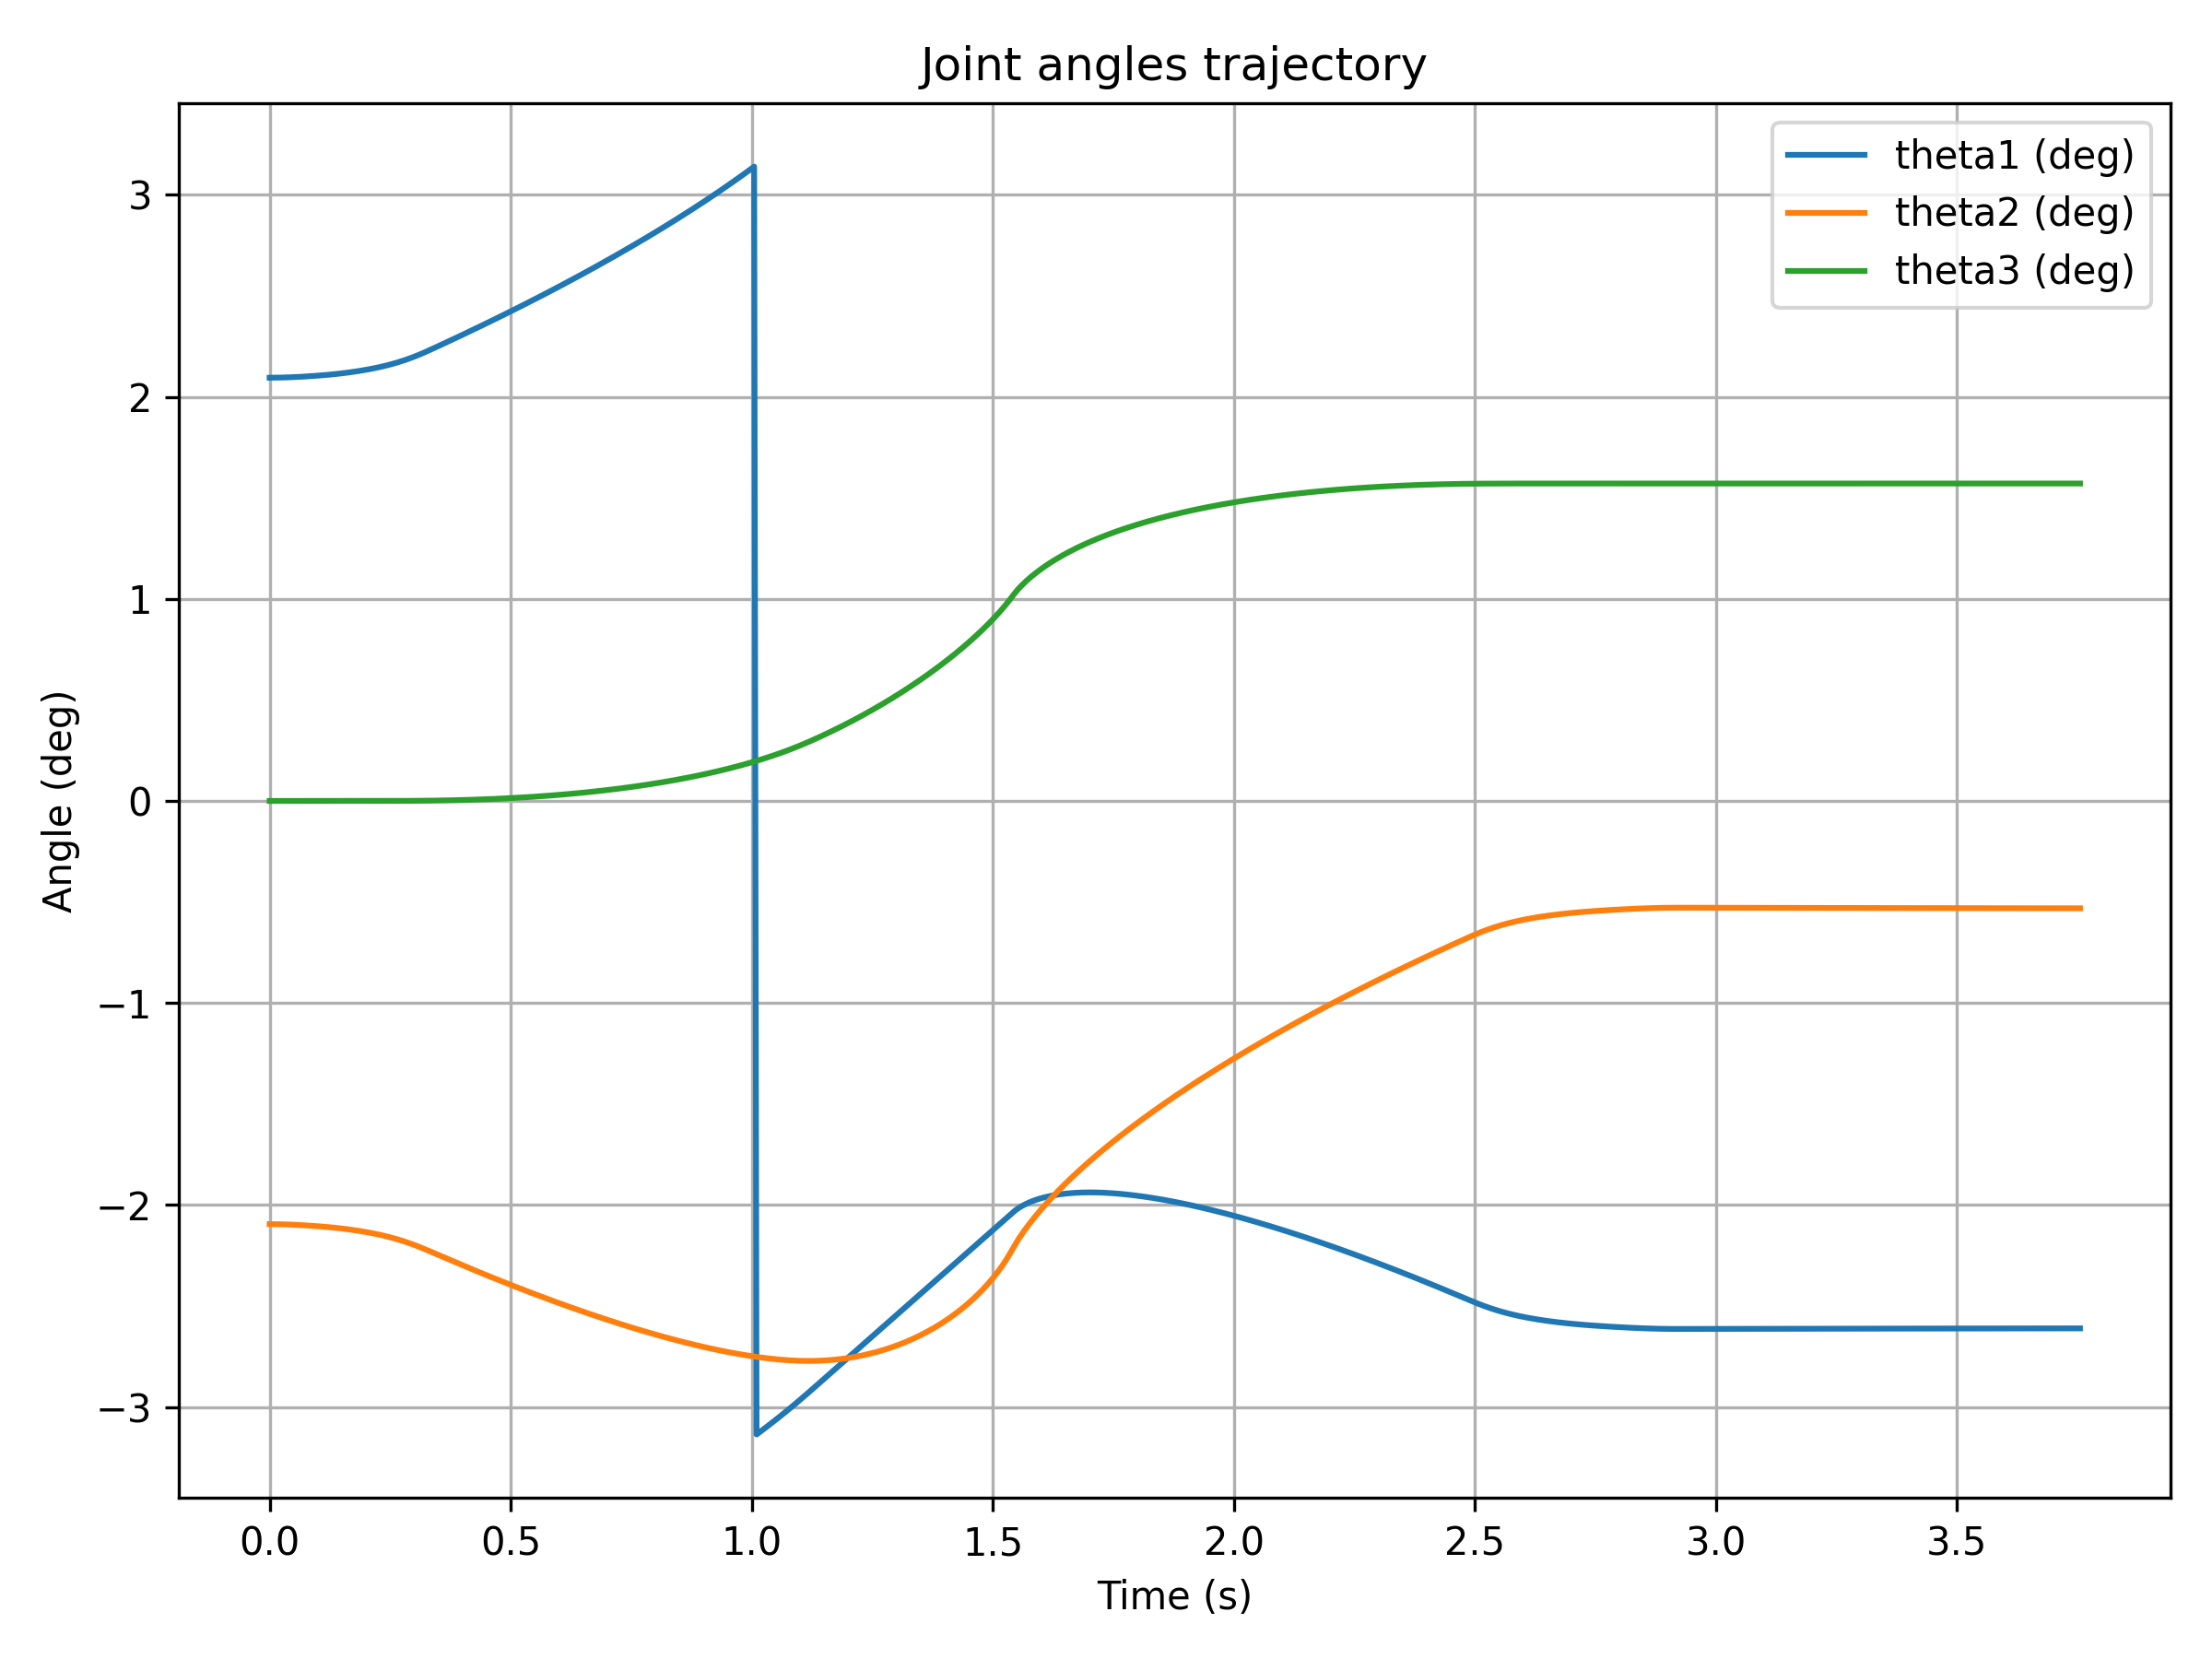 Joint angles trajectory
theta1 (deg)
theta2 (deg)
theta3 (deg)
Angle (deg)
3
2
1
0
−1
−2
−3
0.0 0.5 1.0 1.5 2.0 2.5 3.0 3.5
Time (s)